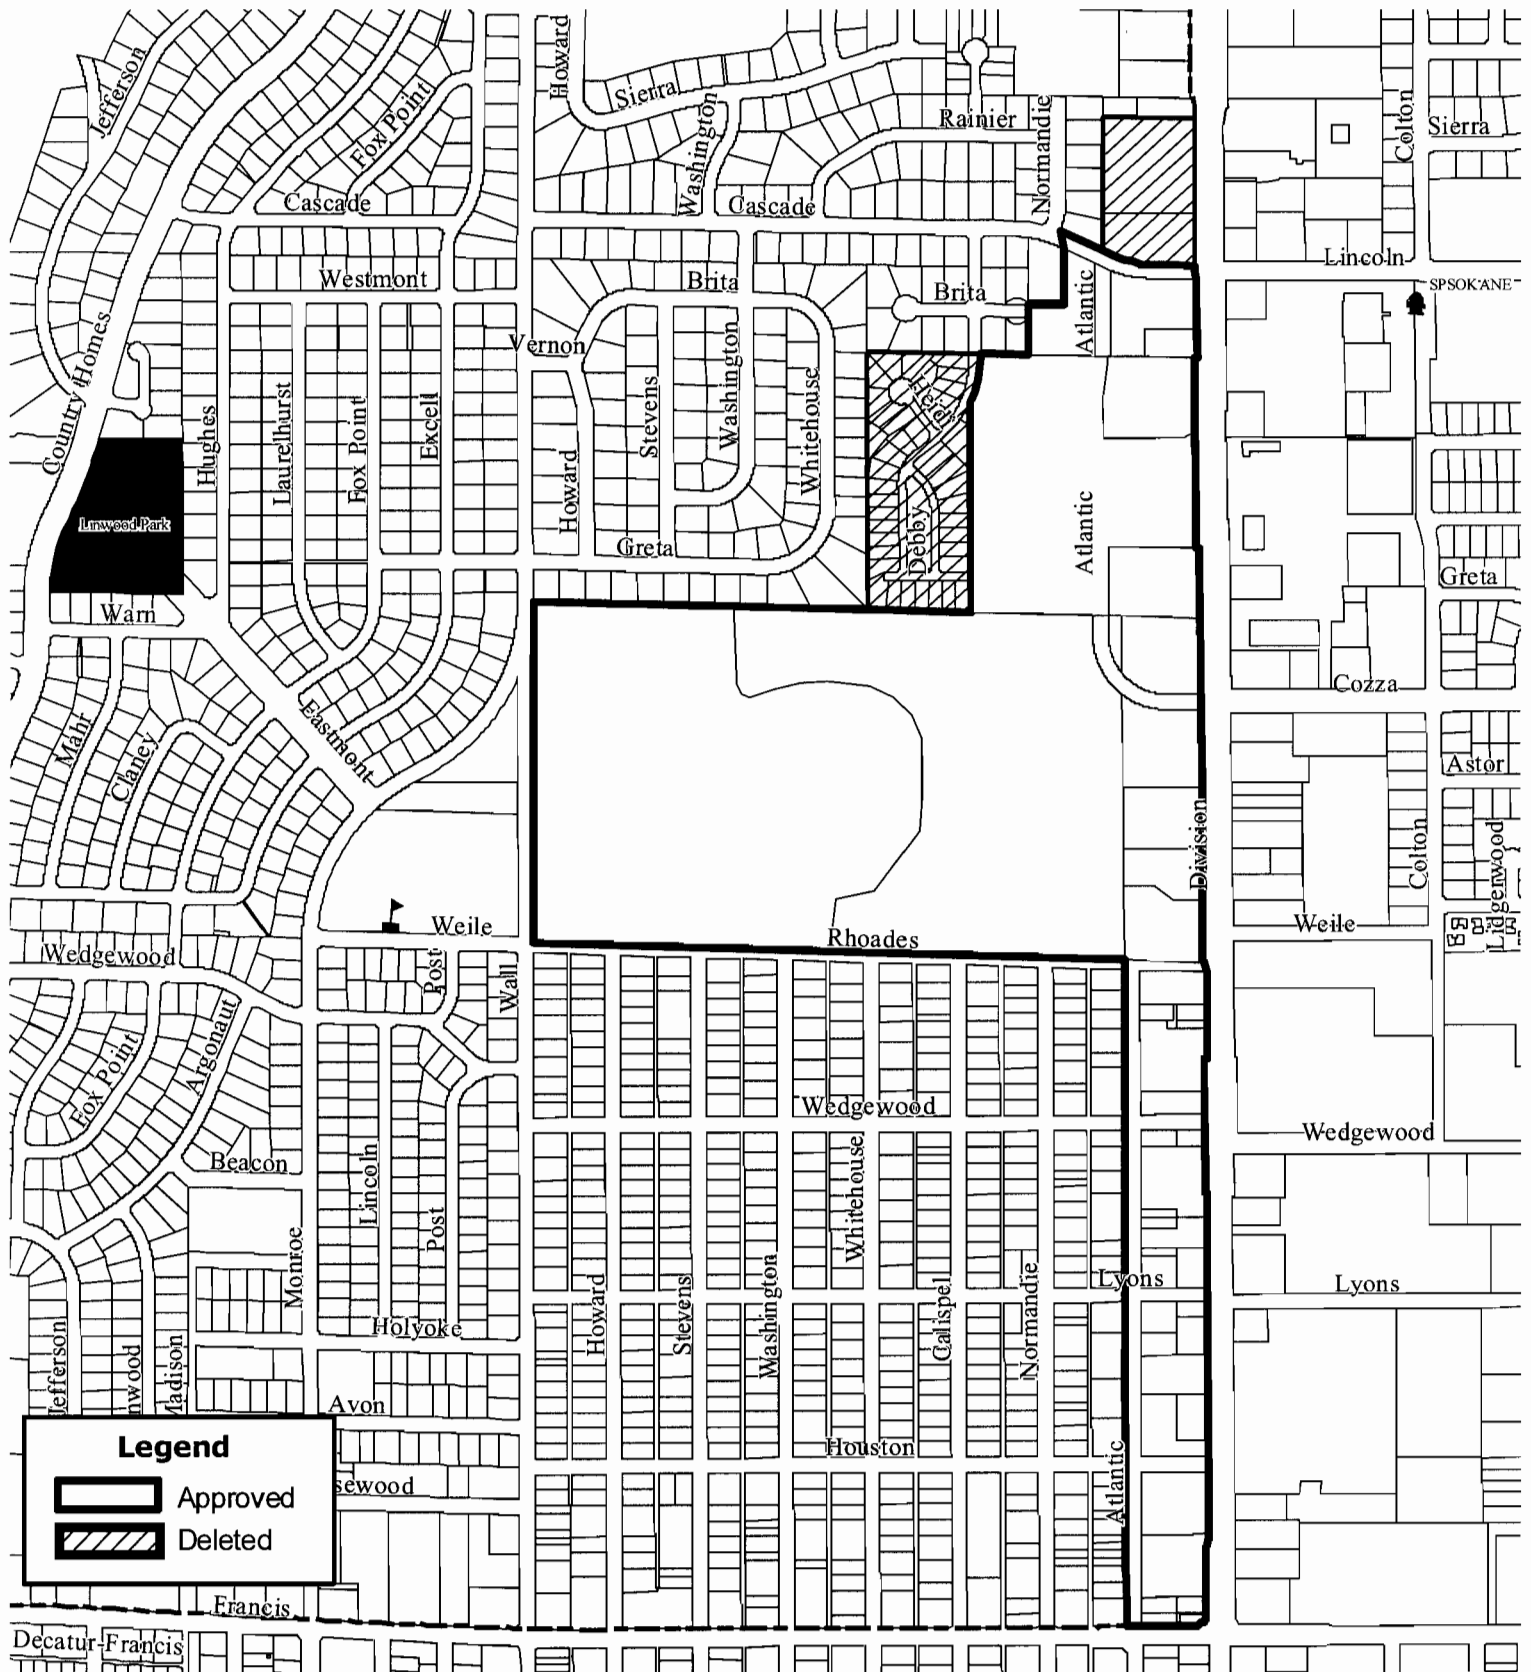 Howard
Jefferson
Fox Point
Sierra
Washington
Rainier
Normandie
Colton
Sierra
Cascade
Cascade
Lincoln
Westmont
Brita
Brita
Atlantic
SPSOKANE
Country Homes
Vernon
Hughes
Laurelhurst
Fox Point
Excell
Stevens
Washington
Whitehouse
Heidi
Howard
Linwood Park
Greta
Debby
Atlantic
Greta
Warn
Cozza
Mahr
Claney
Eastmont
Astor
Division
Colton
Lidgerwood
Weile
Weile
Rhoades
Wedgewood
Post
Wall
Fox Point
Argonaut
Wedgewood
Wedgewood
Beacon
Lincoln
Post
Whitehouse
Monroe
Lyons
Lyons
Howard
Stevens
Washington
Calispel
Normandie
Holyoke
Jefferson
nwood
Madison
Avon
Houston
Atlantic
Legend
Approved
Deleted
sewood
Francis
Decatur-Francis